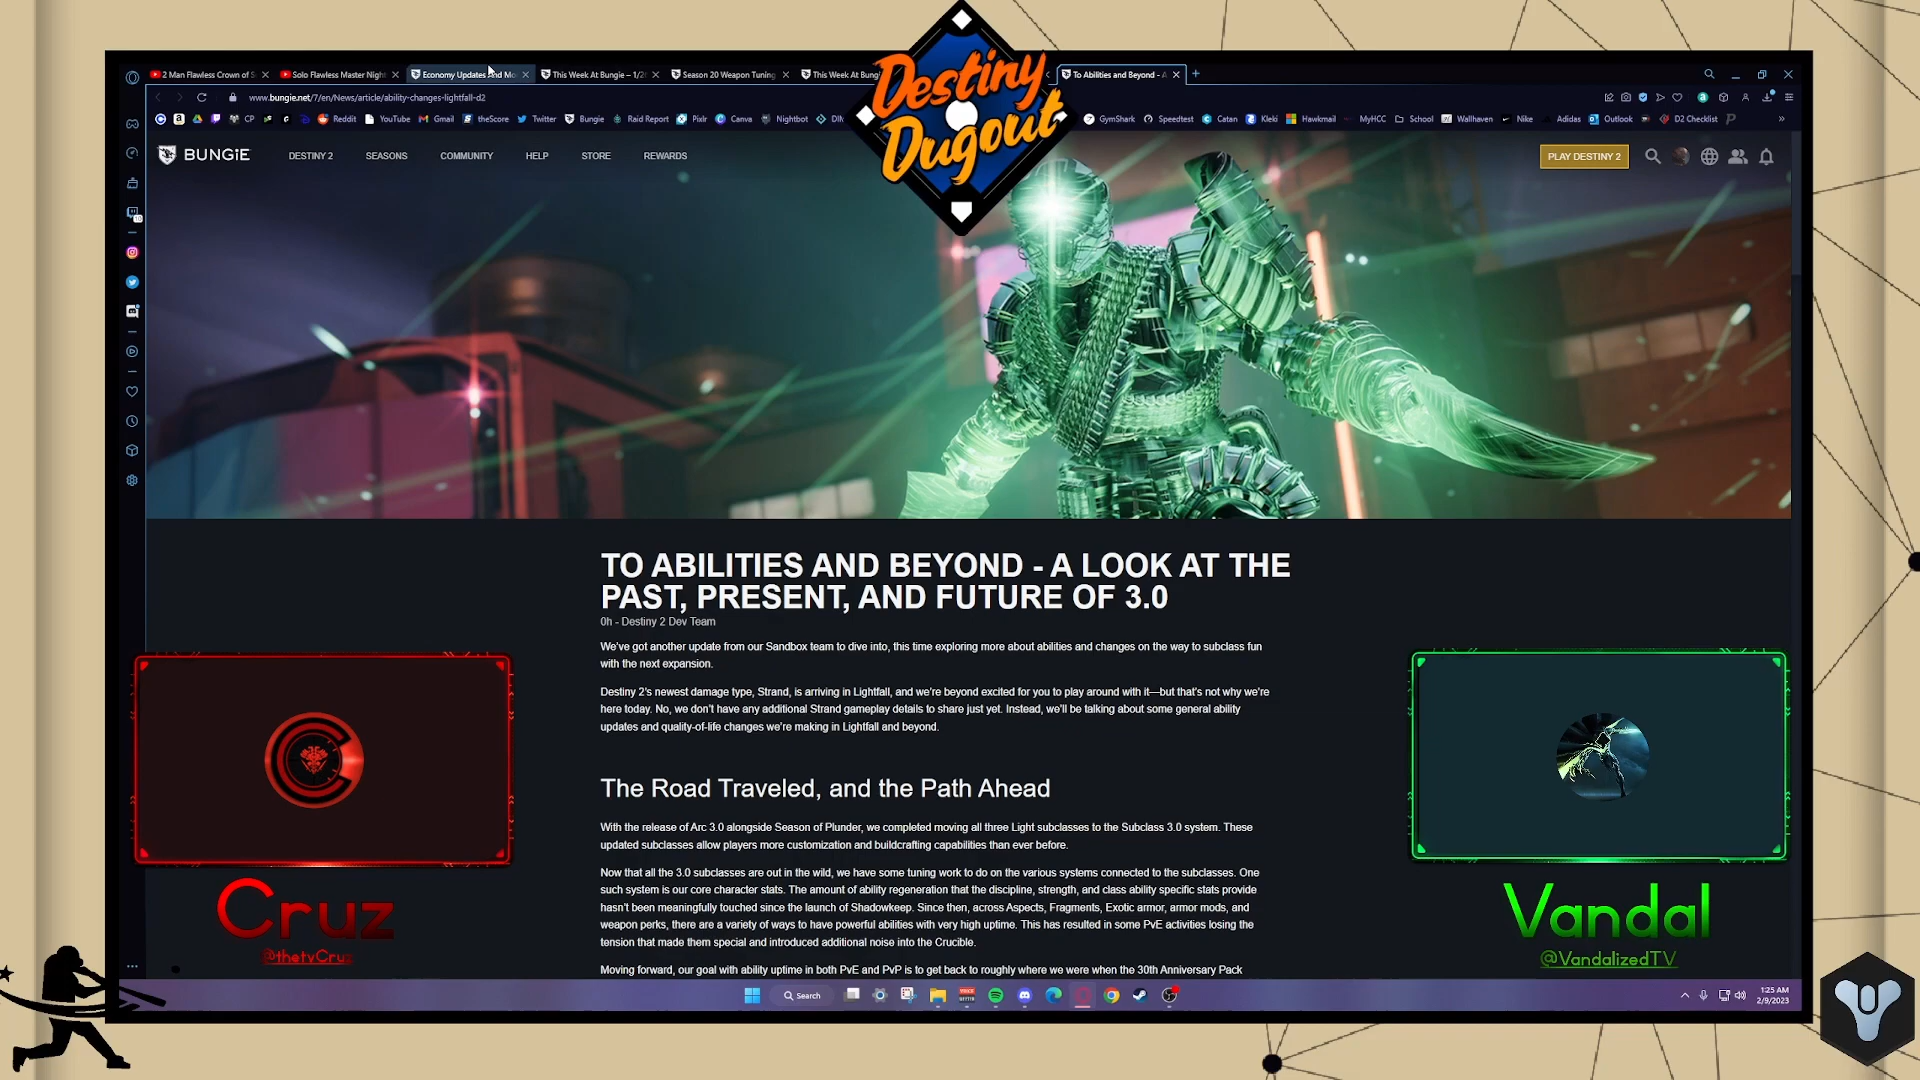 Destiny
Dugout
2 Man Flawless Crown of S
Solo Flawless Master Nigh
Economy Updates And Mo
This Week At Bungie – 1/2
Season 20 Weapon Tuning
This Week At Bung
To Abilities and Beyond - A
www.bungie.net/7/en/News/article/ability-changes-lightfall-d2
CP
Reddit
YouTube
Gmail
theScore
Twitter
Bungie
Raid Report
Pixlr
Canva
Nightbot
DIM
GymShark
Speedtest
Catan
Kleki
Hawkmail
MyHCC
School
Wallhaven
Nike
Adidas
Outlook
D2 Checklist
BUNGIE
DESTINY 2
SEASONS
COMMUNITY
HELP
STORE
REWARDS
PLAY DESTINY 2
TO ABILITIES AND BEYOND - A LOOK AT THE
PAST, PRESENT, AND FUTURE OF 3.0
0h - Destiny 2 Dev Team
We've got another update from our Sandbox team to dive into, this time exploring more about abilities and changes on the way to subclass fun
with the next expansion.
Destiny 2's newest damage type, Strand, is arriving in Lightfall, and we're beyond excited for you to play around with it—but that's not why we're
here today. No, we don't have any additional Strand gameplay details to share just yet. Instead, we'll be talking about some general ability
updates and quality-of-life changes we're making in Lightfall and beyond.
The Road Traveled, and the Path Ahead
With the release of Arc 3.0 alongside Season of Plunder, we completed moving all three Light subclasses to the Subclass 3.0 system. These
updated subclasses allow players more customization and buildcrafting capabilities than ever before.
Now that all the 3.0 subclasses are out in the wild, we have some tuning work to do on the various systems connected to the subclasses. One
such system is our core character stats. The amount of ability regeneration that the discipline, strength, and class ability specific stats provide
hasn't been meaningfully touched since the launch of Shadowkeep. Since then, across Aspects, Fragments, Exotic armor, armor mods, and
weapon perks, there are a variety of ways to have powerful abilities with very high uptime. This has resulted in some PvE activities losing the
tension that made them special and introduced additional noise into the Crucible.
Moving forward, our goal with ability uptime in both PvE and PvP is to get back to roughly where we were when the 30th Anniversary Pack
Cruz
@thetvCruz
Vandal
@VandalizedTV
Search
1:25 AM
2/9/2023